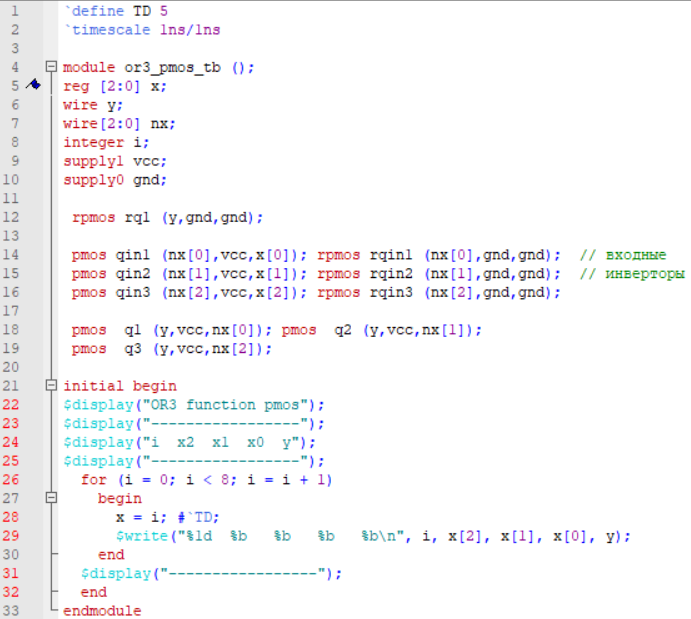 1 `define TD 5
2 `timescale 1ns/1ns
3
4 module or3_pmos_tb ();
5 reg [2:0] x;
6 wire y;
7 wire[2:0] nx;
8 integer i;
9 supply1 vcc;
10 supply0 gnd;
11
12 rpmos rq1 (y,gnd,gnd);
13
14 pmos qin1 (nx[0],vcc,x[0]); rpmos rqin1 (nx[0],gnd,gnd); // входные
15 pmos qin2 (nx[1],vcc,x[1]); rpmos rqin2 (nx[1],gnd,gnd); // инверторы
16 pmos qin3 (nx[2],vcc,x[2]); rpmos rqin3 (nx[2],gnd,gnd);
17
18 pmos q1 (y,vcc,nx[0]); pmos q2 (y,vcc,nx[1]);
19 pmos q3 (y,vcc,nx[2]);
20
21 initial begin
22 $display("OR3 function pmos");
23 $display("-----------------");
24 $display("i x2 x1 x0 y");
25 $display("-----------------");
26 for (i = 0; i < 8; i = i + 1)
27 begin
28 x = i; #`TD;
29 $write("%1d %b %b %b %b\n", i, x[2], x[1], x[0], y);
30 end
31 $display("-----------------");
32 end
33 endmodule